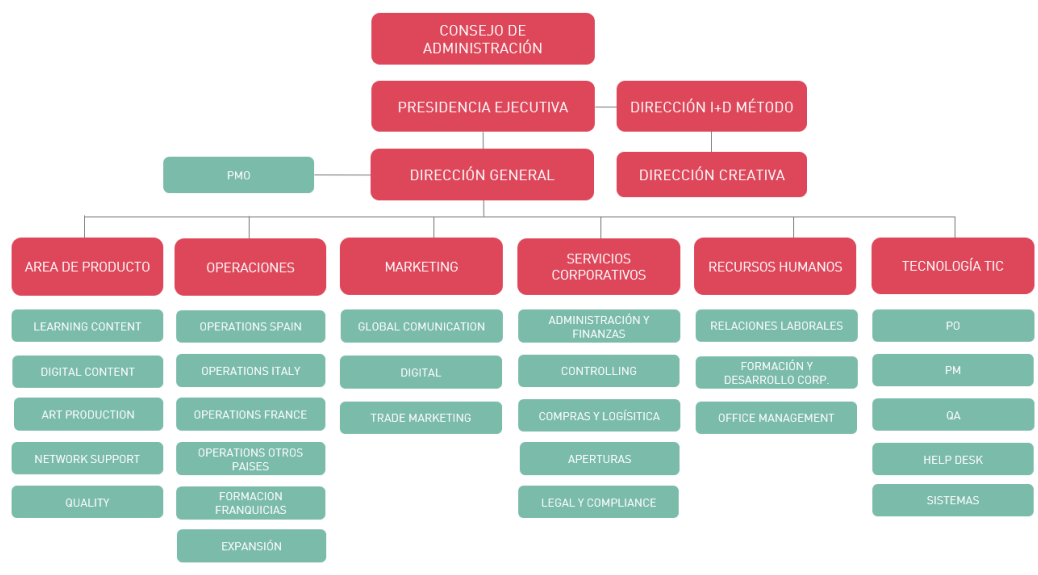 CONSEJO DE
ADMINISTRACIÓN
PRESIDENCIA EJECUTIVA
DIRECCIÓN I+D MÉTODO
PMO
DIRECCIÓN GENERAL
DIRECCIÓN CREATIVA
AREA DE PRODUCTO
LEARNING CONTENT
DIGITAL CONTENT
ART PRODUCTION
NETWORK SUPPORT
QUALITY
OPERACIONES
OPERATIONS SPAIN
OPERATIONS ITALY
OPERATIONS FRANCE
OPERATIONS OTROS
PAISES
FORMACION
FRANQUICIAS
EXPANSIÓN
MARKETING
GLOBAL COMUNICATION
DIGITAL
TRADE MARKETING
SERVICIOS
CORPORATIVOS
ADMINISTRACIÓN Y
FINANZAS
CONTROLLING
COMPRAS Y LOGÍSITICA
APERTURAS
LEGAL Y COMPLIANCE
RECURSOS HUMANOS
RELACIONES LABORALES
FORMACIÓN Y
DESARROLLO CORP.
OFFICE MANAGEMENT
TECNOLOGÍA TIC
PO
PM
QA
HELP DESK
SISTEMAS